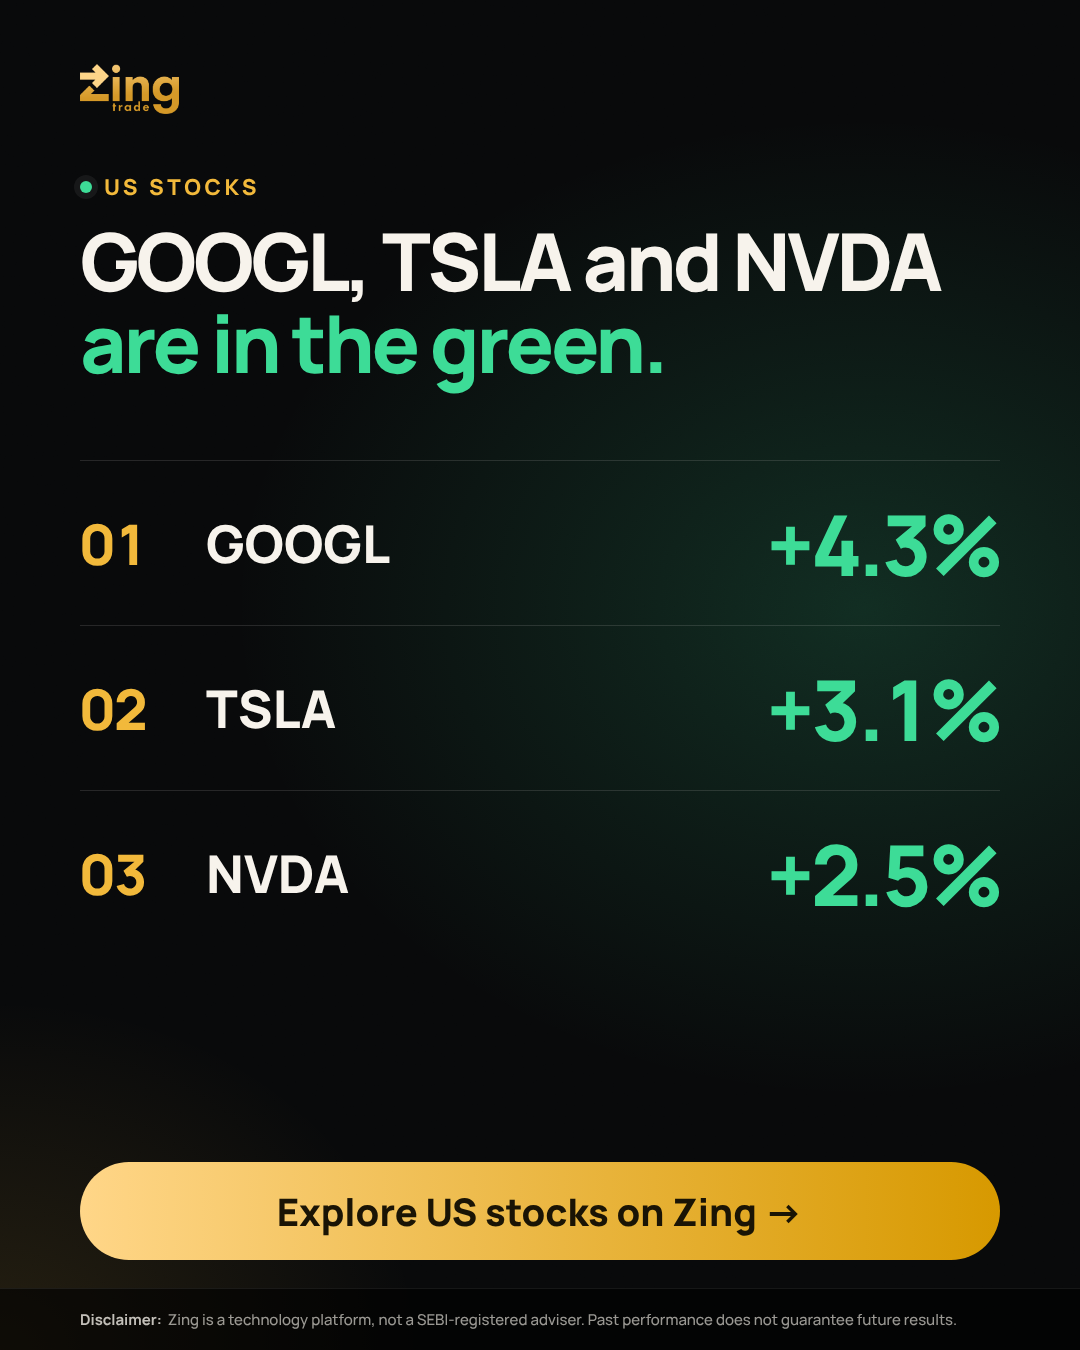 Zing
trade
US STOCKS
GOOGL, TSLA and NVDA
are in the green.
01 GOOGL +4.3%
02 TSLA +3.1%
03 NVDA +2.5%
Explore US stocks on Zing →
Disclaimer: Zing is a technology platform, not a SEBI-registered adviser. Past performance does not guarantee future results.